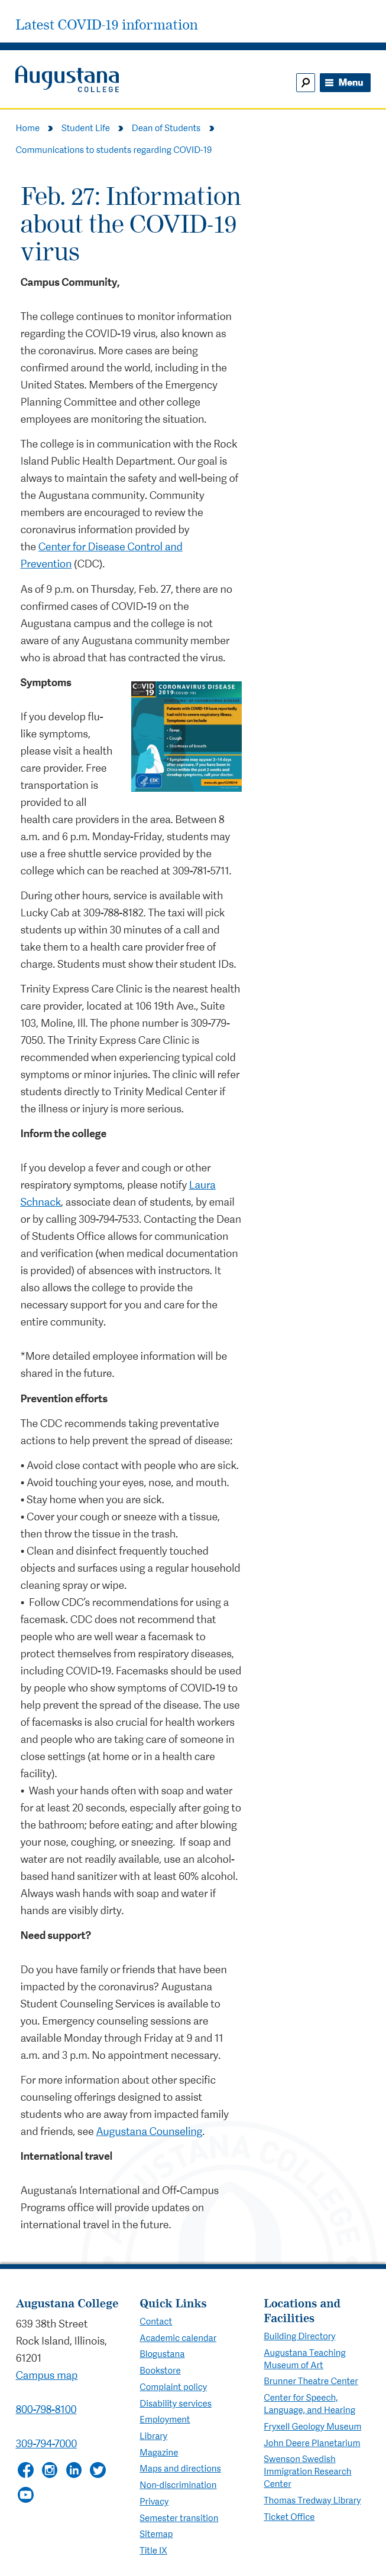 Latest COVID-19 information
Augustana
COLLEGE
Menu
Home
Student Life
Dean of Students
Communications to students regarding COVID-19
Feb. 27: Information
about the COVID-19
virus
Campus Community,
The college continues to monitor information
regarding the COVID-19 virus, also known as
the coronavirus. More cases are being
confirmed around the world, including in the
United States. Members of the Emergency
Planning Committee and other college
employees are monitoring the situation.
The college is in communication with the Rock
Island Public Health Department. Our goal is
always to maintain the safety and well-being of
the Augustana community. Community
members are encouraged to review the
coronavirus information provided by
the Center for Disease Control and
Prevention (CDC).
As of 9 p.m. on Thursday, Feb. 27, there are no
confirmed cases of COVID-19 on the
Augustana campus and the college is not
aware of any Augustana community member
who is abroad that has contracted the virus.
Symptoms
COVID
19
CORONAVIRUS DISEASE
2019 (COVID-19)
Patients with COVID-19 have reportedly
had mild to severe respiratory illness.
Symptoms can include
• Fever
• Cough
• Shortness of breath
CDC
If you develop flu-
like symptoms,
please visit a health
care provider. Free
transportation is
provided to all
health care providers in the area. Between 8
a.m. and 6 p.m. Monday-Friday, students may
use a free shuttle service provided by the
college which can be reached at 309-781-5711.
During other hours, service is available with
Lucky Cab at 309-788-8182. The taxi will pick
students up within 30 minutes of a call and
take them to a health care provider free of
charge. Students must show their student IDs.
Trinity Express Care Clinic is the nearest health
care provider, located at 106 19th Ave., Suite
103, Moline, Ill. The phone number is 309-779-
7050. The Trinity Express Care Clinic is
recommended when experiencing typical cold
symptoms or minor injuries. The clinic will refer
students directly to Trinity Medical Center if
the illness or injury is more serious.
Inform the college
If you develop a fever and cough or other
respiratory symptoms, please notify Laura
Schnack, associate dean of students, by email
or by calling 309-794-7533. Contacting the Dean
of Students Office allows for communication
and verification (when medical documentation
is provided) of absences with instructors. It
also allows the college to provide the
necessary support for you and care for the
entire community.
*More detailed employee information will be
shared in the future.
Prevention efforts
The CDC recommends taking preventative
actions to help prevent the spread of disease:
• Avoid close contact with people who are sick.
• Avoid touching your eyes, nose, and mouth.
• Stay home when you are sick.
• Cover your cough or sneeze with a tissue,
then throw the tissue in the trash.
• Clean and disinfect frequently touched
objects and surfaces using a regular household
cleaning spray or wipe.
• Follow CDC's recommendations for using a
facemask. CDC does not recommend that
people who are well wear a facemask to
protect themselves from respiratory diseases,
including COVID-19. Facemasks should be used
by people who show symptoms of COVID-19 to
help prevent the spread of the disease. The use
of facemasks is also crucial for health workers
and people who are taking care of someone in
close settings (at home or in a health care
facility).
• Wash your hands often with soap and water
for at least 20 seconds, especially after going to
the bathroom; before eating; and after blowing
your nose, coughing, or sneezing. If soap and
water are not readily available, use an alcohol-
based hand sanitizer with at least 60% alcohol.
Always wash hands with soap and water if
hands are visibly dirty.
Need support?
Do you have family or friends that have been
impacted by the coronavirus? Augustana
Student Counseling Services is available to
you. Emergency counseling sessions are
available Monday through Friday at 9 and 11
a.m. and 3 p.m. No appointment necessary.
For more information about other specific
counseling offerings designed to assist
students who are away from impacted family
and friends, see Augustana Counseling.
International travel
Augustana's International and Off-Campus
Programs office will provide updates on
international travel in the future.
Augustana College
639 38th Street
Rock Island, Illinois,
61201
Campus map
800-798-8100
309-794-7000
Quick Links
Contact
Academic calendar
Blogustana
Bookstore
Complaint policy
Disability services
Employment
Library
Magazine
Maps and directions
Non-discrimination
Privacy
Semester transition
Sitemap
Title IX
Locations and
Facilities
Building Directory
Augustana Teaching
Museum of Art
Brunner Theatre Center
Center for Speech,
Language, and Hearing
Fryxell Geology Museum
John Deere Planetarium
Swenson Swedish
Immigration Research
Center
Thomas Tredway Library
Ticket Office